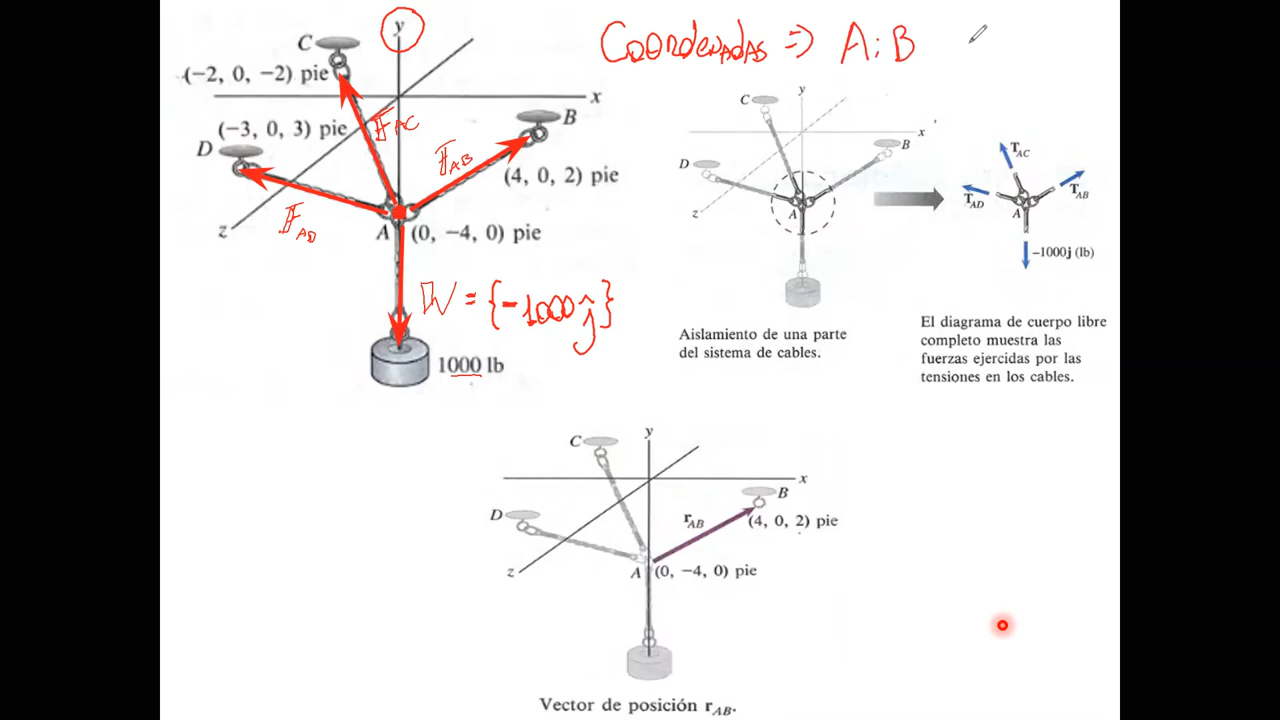 y
Coordenadas => A; B
C
(−2, 0, −2) pie
x
B
(−3, 0, 3) pie
D
F_AC
F_AB
(4, 0, 2) pie
F_AD
z
A (0, −4, 0) pie
W = {-1000 ĵ}
1000 lb
y
C
x
B
D
A
z
T_AC
T_AD
T_AB
A
−1000j (lb)
Aislamiento de una parte
del sistema de cables.
El diagrama de cuerpo libre
completo muestra las
fuerzas ejercidas por las
tensiones en los cables.
y
C
x
B
D
r_AB
(4, 0, 2) pie
z
A (0, −4, 0) pie
Vector de posición r_AB.